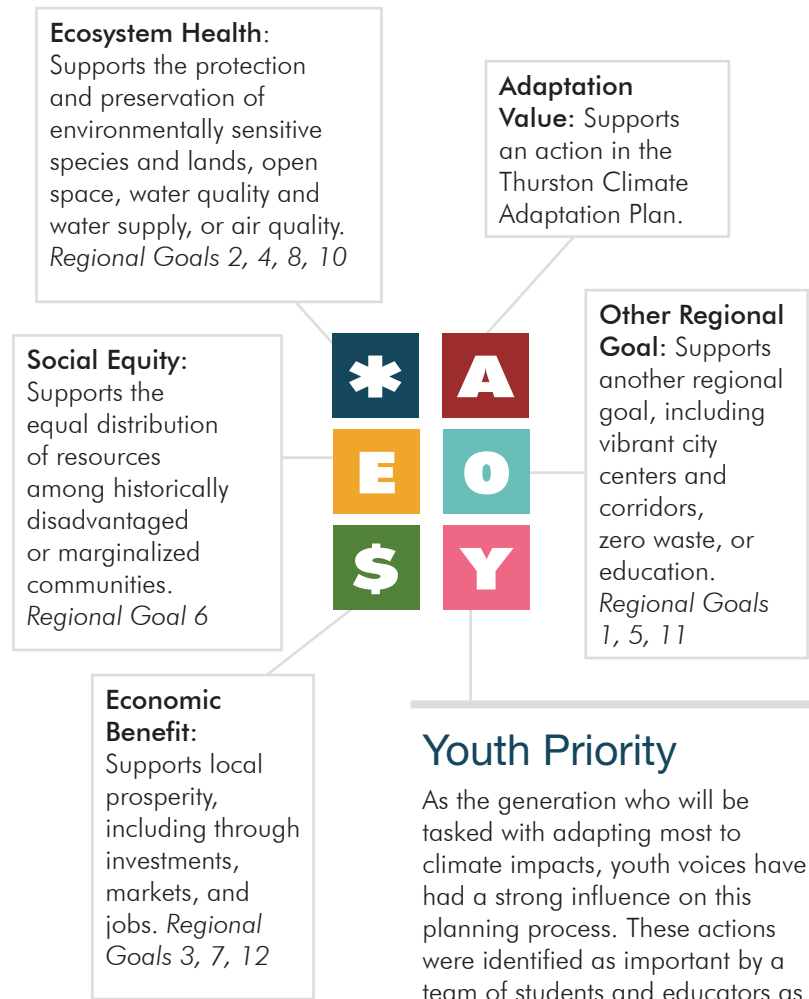 Ecosystem Health:
Supports the protection
and preservation of
environmentally sensitive
species and lands, open
space, water quality and
water supply, or air quality.
Regional Goals 2, 4, 8, 10
Adaptation
Value: Supports
an action in the
Thurston Climate
Adaptation Plan.
Social Equity:
Supports the
equal distribution
of resources
among historically
disadvantaged
or marginalized
communities.
Regional Goal 6
* A
E O
$ Y
Other Regional
Goal: Supports
another regional
goal, including
vibrant city
centers and
corridors,
zero waste, or
education.
Regional Goals
1, 5, 11
Economic
Benefit:
Supports local
prosperity,
including through
investments,
markets, and
jobs. Regional
Goals 3, 7, 12
Youth Priority
As the generation who will be
tasked with adapting most to
climate impacts, youth voices have
had a strong influence on this
planning process. These actions
were identified as important by a
team of students and educators as